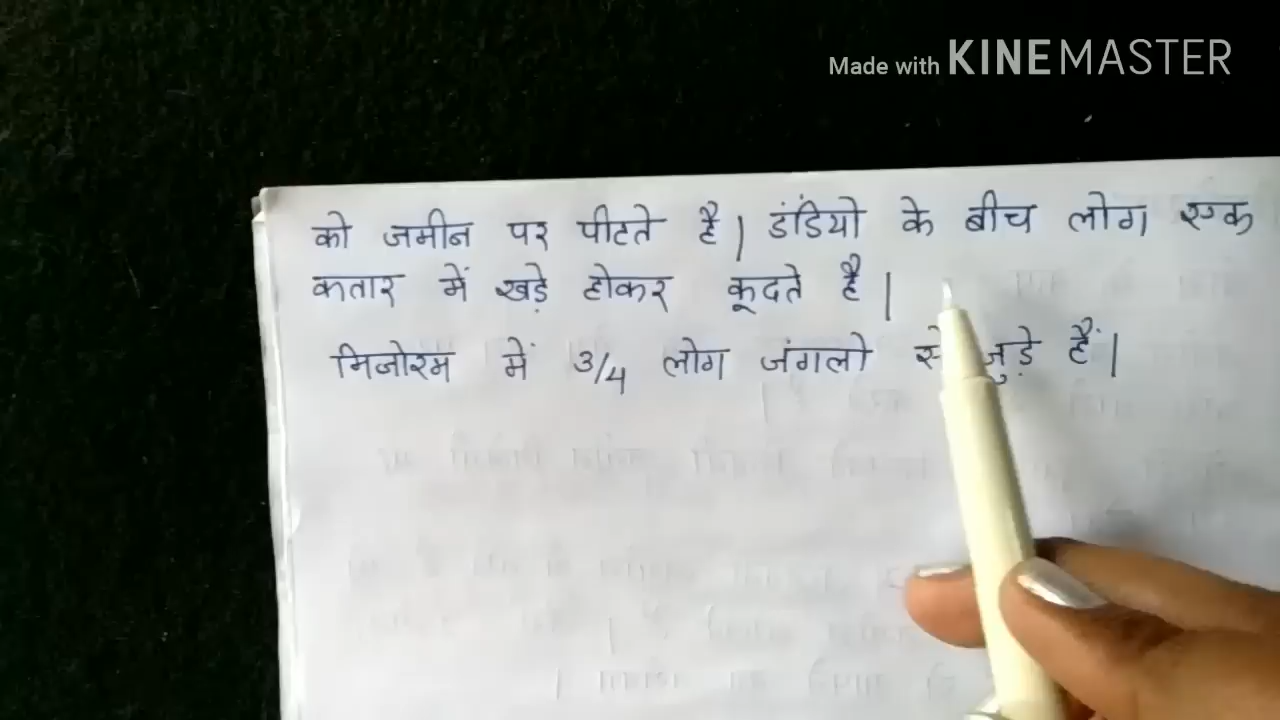 Made with KINEMASTER
को जमीन पर पीटते है| डंडियो के बीच लोग एक
कतार में खड़े होकर कूदते है |
मिजोरम में 3/4 लोग जंगलो से जुड़े हैं|